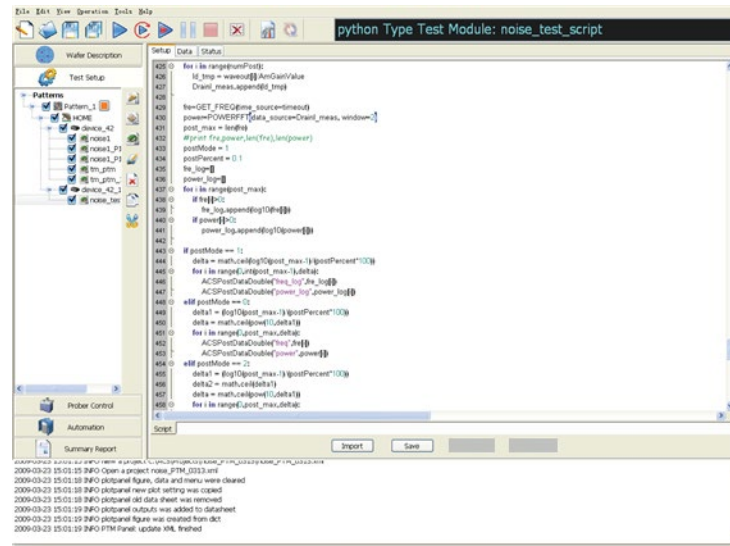 File Edit View Operation Tools Help
python Type Test Module: noise_test_script
Wafer Description
Test Setup
Patterns
Pattern_1
HOME
device_42
noise1
noise1_P1
noise1_P1
tm_ptm
tm_ptm_
device_42_1
noise_tes
Prober Control
Automation
Summary Report
Setup Data Status
425 for i in range(numPost):
426 Id_tmp = waveout[i]/AmGainValue
427 DrainI_meas.append(Id_tmp)
428
429 fre=GET_FREQ(time_source=timeout)
430 power=POWERFFT(data_source=DrainI_meas, window=2)
431 post_max = len(fre)
432 #print fre,power,len(fre),len(power)
433 postMode = 1
434 postPercent = 0.1
435 fre_log=[]
436 power_log=[]
437 for i in range(post_max):
438 if fre[i]>0:
439 fre_log.append(log10(fre[i]))
440 if power[i]>0:
441 power_log.append(log10(power[i]))
442
443 if postMode == 1:
444 delta = math.ceil(log10(post_max-1)/(postPercent*100))
445 for i in range(0,int(post_max-1),delta):
446 ACSPostDataDouble("freq_log",fre_log[i])
447 ACSPostDataDouble("power_log",power_log[i])
448 elif postMode == 0:
449 delta1 = (log10(post_max-1)/(postPercent*100))
450 delta = math.ceil(pow(10,delta1))
451 for i in range(0,post_max,delta):
452 ACSPostDataDouble("freq",fre[i])
453 ACSPostDataDouble("power",power[i])
454 elif postMode == 2:
455 delta1 = (log10(post_max-1)/(postPercent*100))
456 delta2 = math.ceil(delta1)
457 delta = math.ceil(pow(10,delta1))
458 for i in range(0,post_max,delta):
Script
Import Save
2009-03-23 15:01:15 INFO Open a project noise_PTM_0313.xml
2009-03-23 15:01:18 INFO plotpanel figure, data and menu were cleared
2009-03-23 15:01:18 INFO plotpanel new plot setting was copied
2009-03-23 15:01:18 INFO plotpanel old data sheet was removed
2009-03-23 15:01:19 INFO plotpanel outputs was added to datasheet
2009-03-23 15:01:19 INFO plotpanel figure was created from dict
2009-03-23 15:01:19 INFO PTM Panel: update XML finished